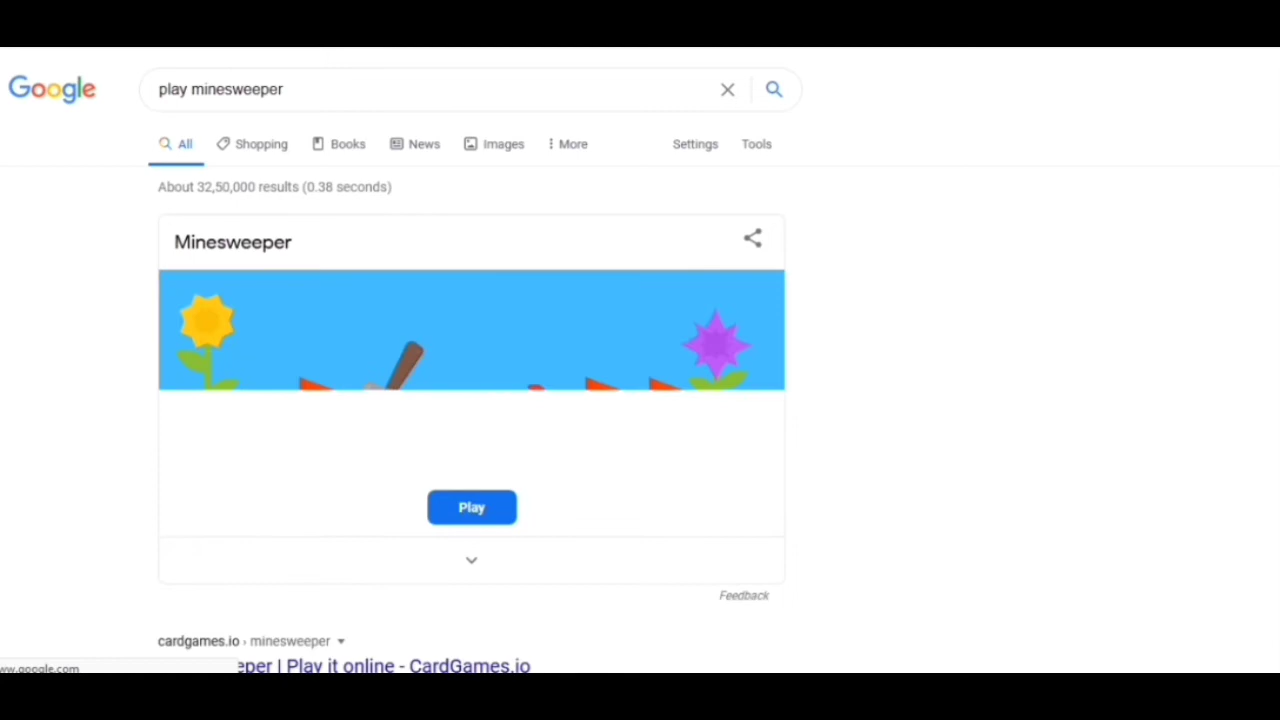 Google
play minesweeper
All Shopping Books News Images More Settings Tools
About 32,50,000 results (0.38 seconds)
Minesweeper
Play
Feedback
cardgames.io › minesweeper
eper | Play it online - CardGames.io
ww.google.com